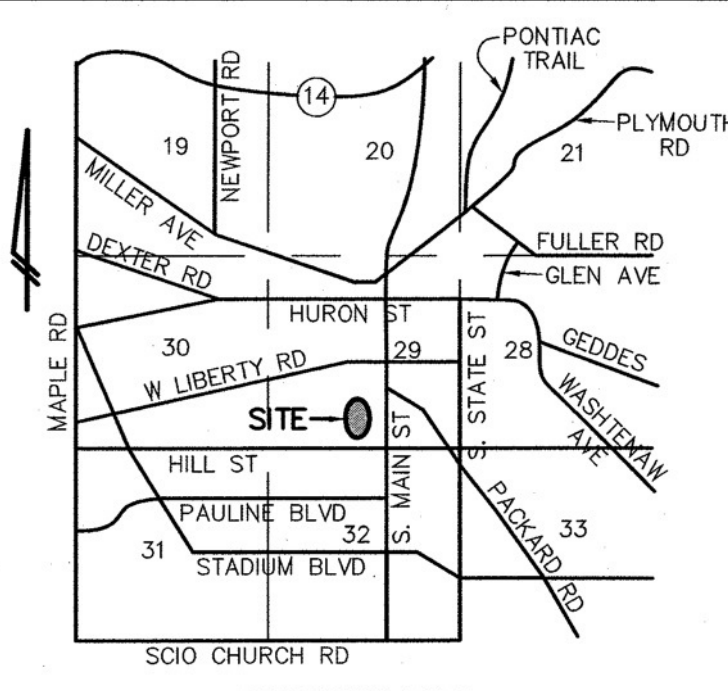 PONTIAC
TRAIL
NEWPORT RD
14
PLYMOUTH
RD
19
20
21
MILLER AVE
DEXTER RD
FULLER RD
GLEN AVE
HURON ST
MAPLE RD
30
29
S. STATE ST
28
GEDDES
W LIBERTY RD
WASHTENAW
AVE
SITE
S. MAIN ST
HILL ST
PACKARD RD
PAULINE BLVD
31
32
33
STADIUM BLVD
SCIO CHURCH RD